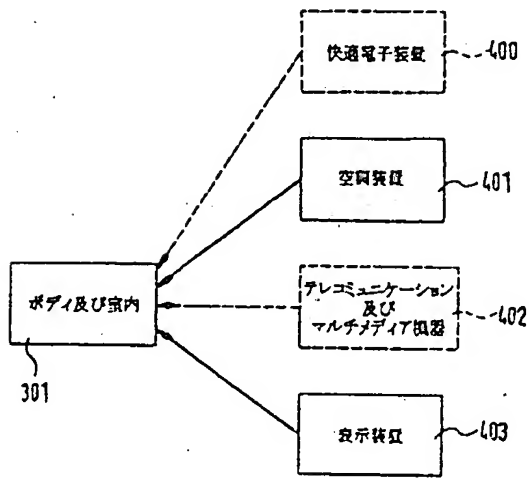 快適電子装置
400
空調装置
401
ボディ及び室内
301
テレコミュニケーション
及び
マルチメディア機器
402
表示装置
403